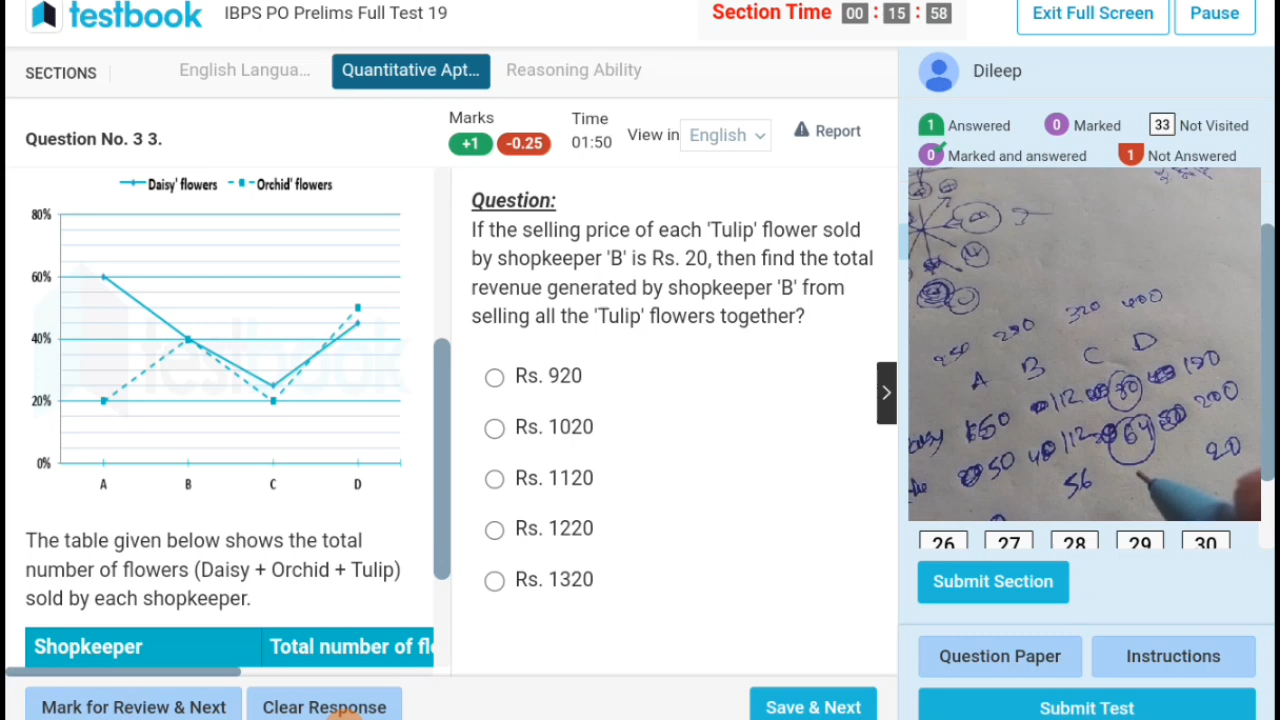 testbook
IBPS PO Prelims Full Test 19
Section Time 00 : 15 : 58
Exit Full Screen
Pause
SECTIONS
English Langua...
Quantitative Apt...
Reasoning Ability
Dileep
Question No. 3 3.
Marks
+1 -0.25
Time
01:50
View in English
Report
1 Answered
0 Marked
33 Not Visited
0 Marked and answered
1 Not Answered
Daisy' flowers Orchid' flowers
80%
60%
40%
20%
0%
A B C D
The table given below shows the total
number of flowers (Daisy + Orchid + Tulip)
sold by each shopkeeper.
Shopkeeper
Question:
If the selling price of each 'Tulip' flower sold
by shopkeeper 'B' is Rs. 20, then find the total
revenue generated by shopkeeper 'B' from
selling all the 'Tulip' flowers together?
Rs. 920
Rs. 1020
Rs. 1120
Rs. 1220
Rs. 1320
320 400
A B C D
112 80
50 112 64 200
56 20
26 27 28 29 30
Submit Section
Question Paper
Instructions
Mark for Review & Next
Clear Response
Save & Next
Submit Test